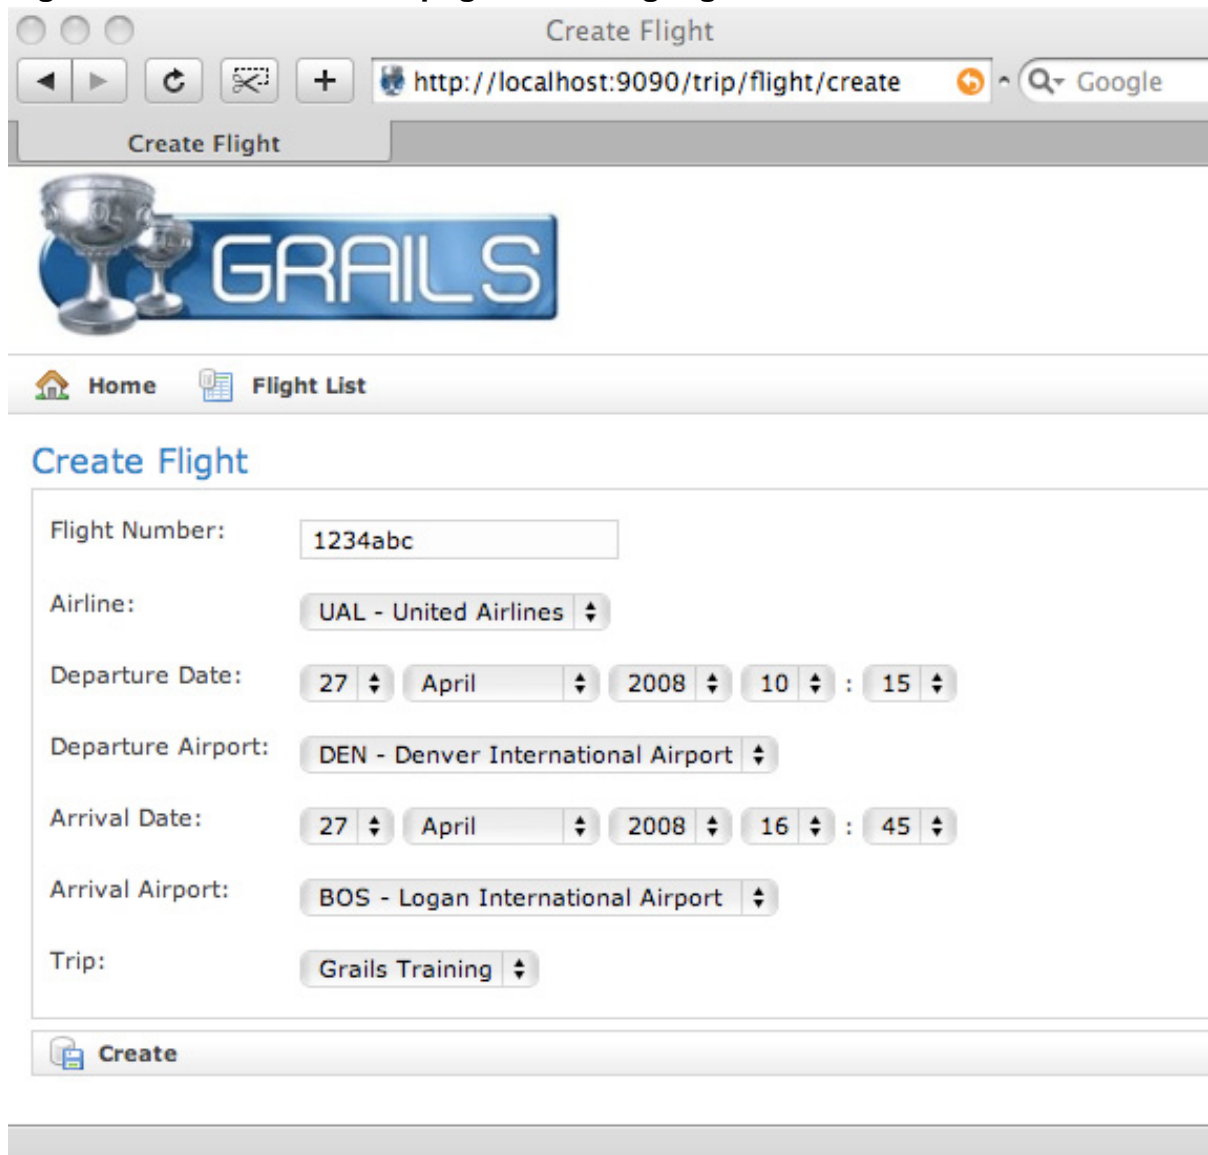 Create Flight
http://localhost:9090/trip/flight/create Google
Create Flight
GRAILS
Home Flight List
Create Flight
Flight Number: 1234abc
Airline: UAL - United Airlines
Departure Date: 27 April 2008 10 : 15
Departure Airport: DEN - Denver International Airport
Arrival Date: 27 April 2008 16 : 45
Arrival Airport: BOS - Logan International Airport
Trip: Grails Training
Create